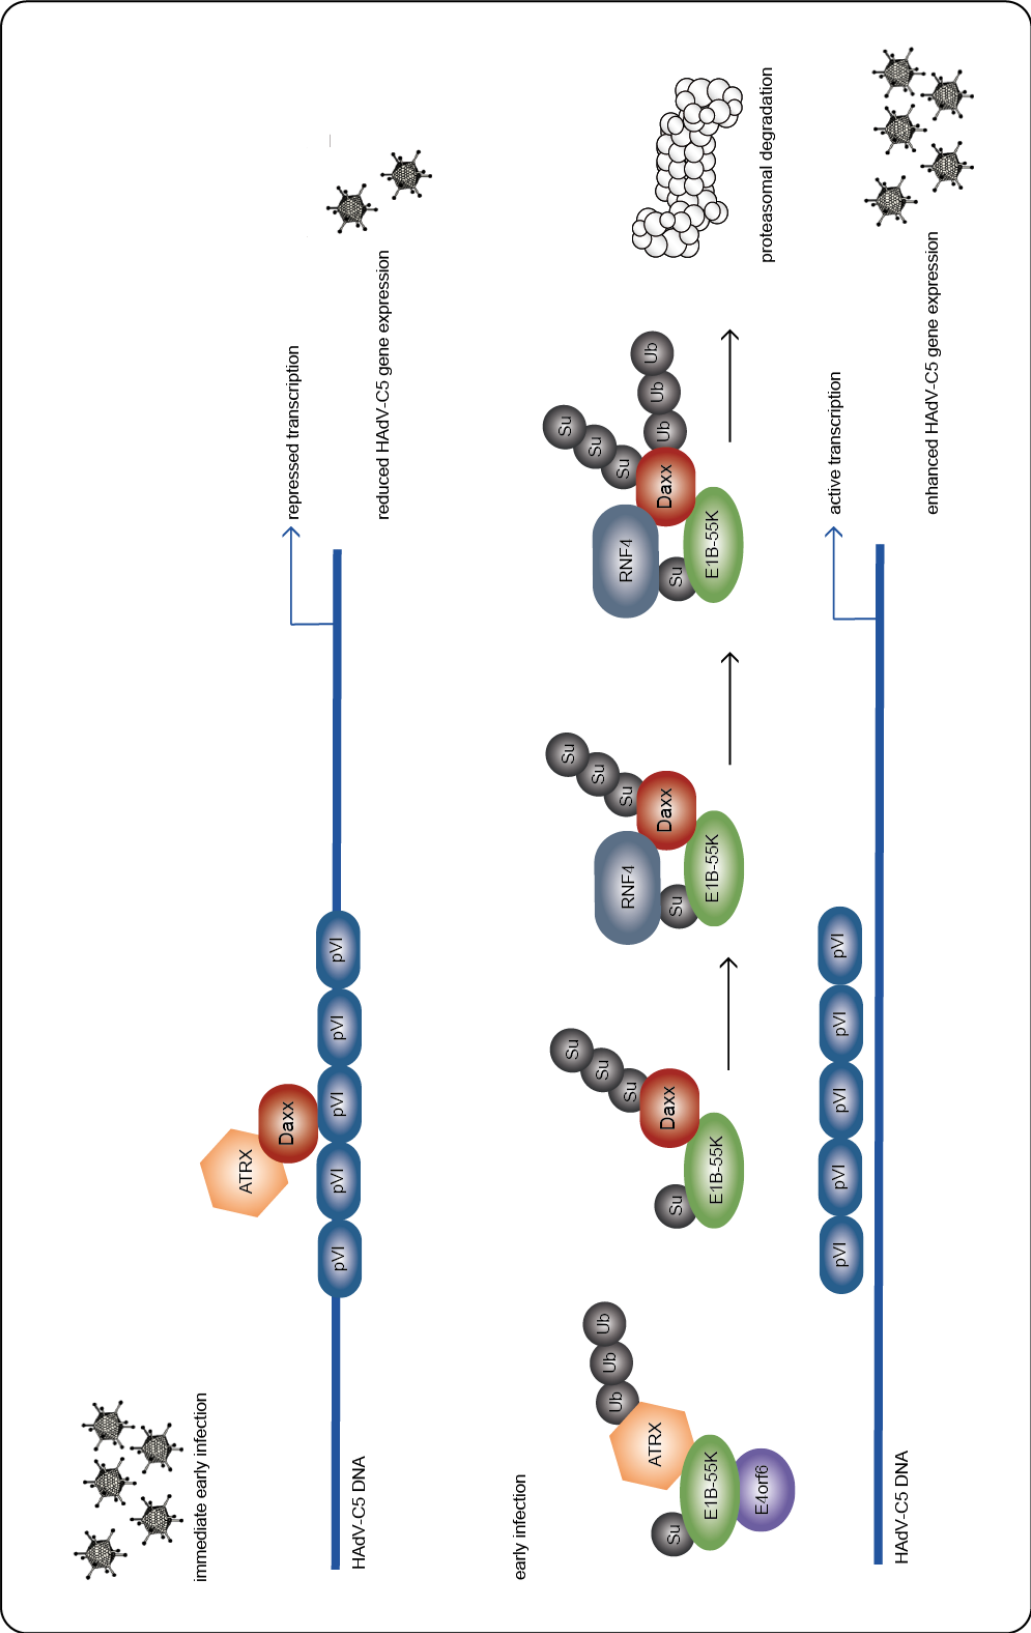 immediate early infection
ATRX
Daxx
pVI
pVI
pVI
pVI
pVI
HAdV-C5 DNA
repressed transcription
reduced HAdV-C5 gene expression
early infection
Ub
Ub
Ub
ATRX
Su
E1B-55K
E4orf6
Su
Su
Su
Daxx
Su
E1B-55K
Su
Su
Su
RNF4
Daxx
Su
E1B-55K
Su
Su
Su
Ub
Ub
Ub
RNF4
Daxx
Su
E1B-55K
proteasomal degradation
pVI
pVI
pVI
pVI
pVI
HAdV-C5 DNA
active transcription
enhanced HAdV-C5 gene expression